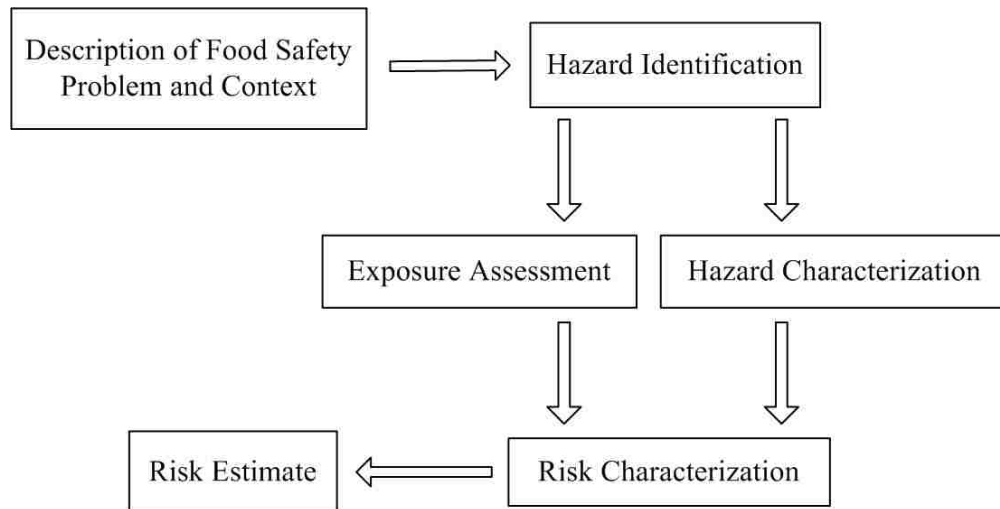 Description of Food Safety
Problem and Context
Hazard Identification
Exposure Assessment
Hazard Characterization
Risk Estimate
Risk Characterization